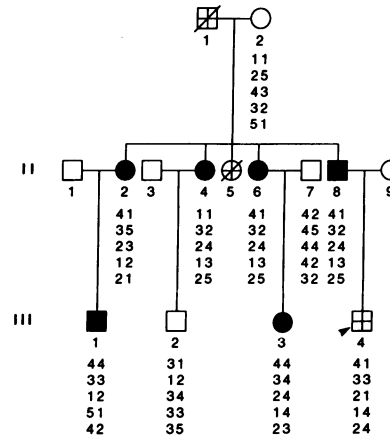 1 2
11
25
43
32
51
II
1 2 3 4 5 6 7 8 9
41 11 41 42 41
35 32 32 45 32
23 24 24 44 24
12 13 13 42 13
21 25 25 32 25
III
1 2 3 4
44 31 44 41
33 12 34 33
12 34 24 21
51 33 14 14
42 35 23 24